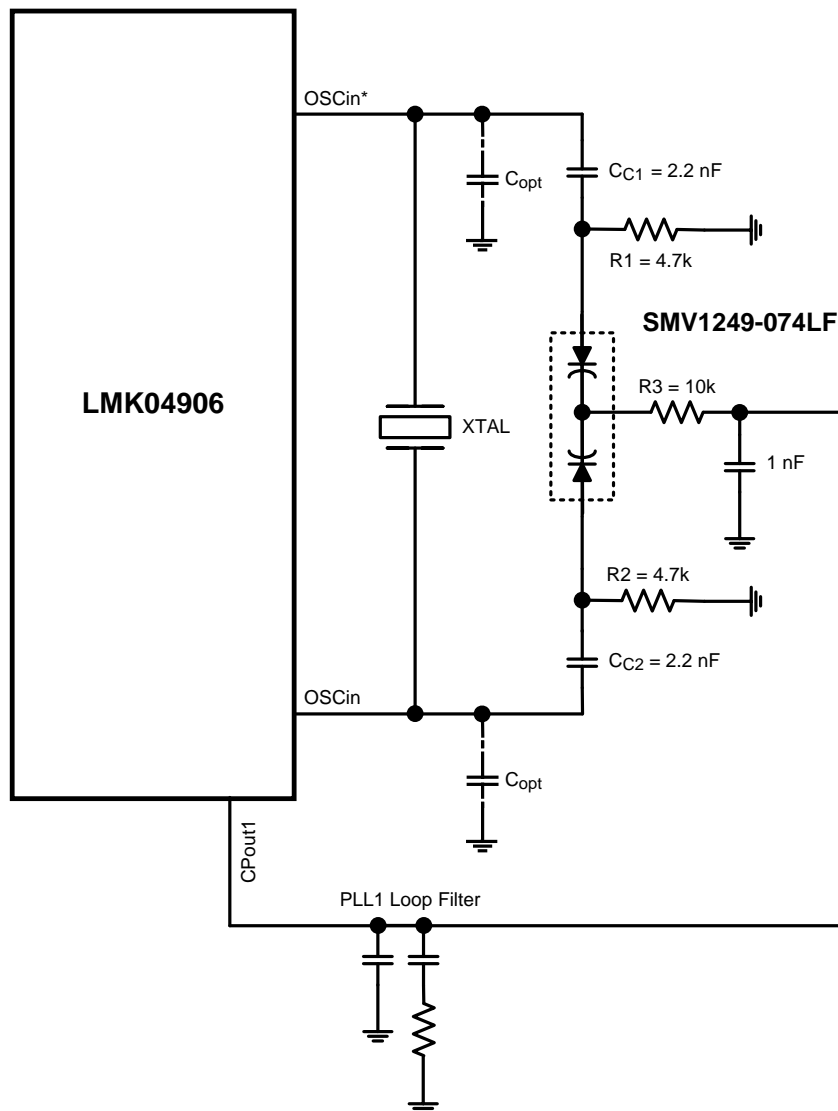 OSCin*
Copt
CC1 = 2.2 nF
R1 = 4.7k
SMV1249-074LF
R3 = 10k
LMK04906
XTAL
1 nF
R2 = 4.7k
CC2 = 2.2 nF
OSCin
Copt
CPout1
PLL1 Loop Filter